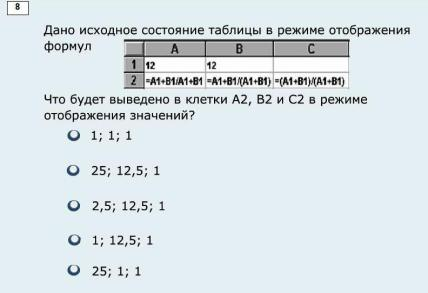 8
Дано исходное состояние таблицы в режиме отображения
формул
A B C
1 12 12
2 =A1+B1/A1+B1 =A1+B1/(A1+B1) =(A1+B1)/(A1+B1)
Что будет выведено в клетки A2, B2 и C2 в режиме
отображения значений?
1; 1; 1
25; 12,5; 1
2,5; 12,5; 1
1; 12,5; 1
25; 1; 1